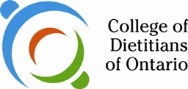 College of
Dietitians
of Ontario